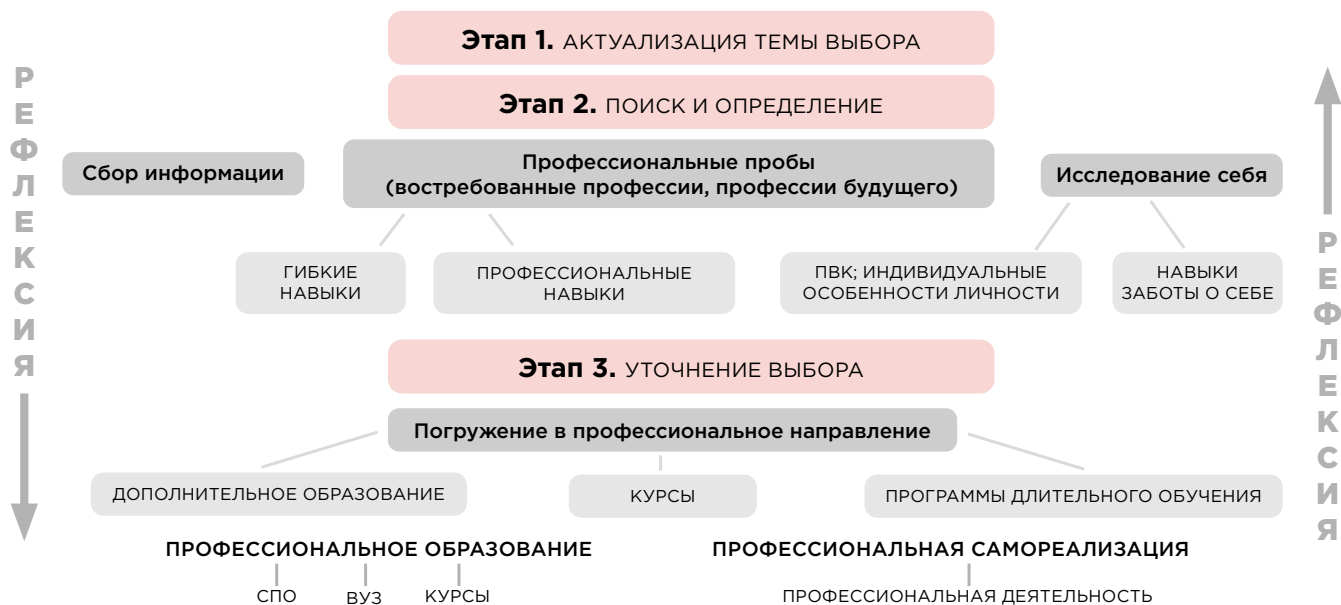 Этап 1. АКТУАЛИЗАЦИЯ ТЕМЫ ВЫБОРА
РЕФЛЕКСИЯ
Этап 2. ПОИСК И ОПРЕДЕЛЕНИЕ
Сбор информации
Профессиональные пробы
(востребованные профессии, профессии будущего)
Исследование себя
ГИБКИЕ
НАВЫКИ
ПРОФЕССИОНАЛЬНЫЕ
НАВЫКИ
ПВК; ИНДИВИДУАЛЬНЫЕ
ОСОБЕННОСТИ ЛИЧНОСТИ
НАВЫКИ
ЗАБОТЫ О СЕБЕ
РЕФЛЕКСИЯ
Этап 3. УТОЧНЕНИЕ ВЫБОРА
Погружение в профессиональное направление
ДОПОЛНИТЕЛЬНОЕ ОБРАЗОВАНИЕ
КУРСЫ
ПРОГРАММЫ ДЛИТЕЛЬНОГО ОБУЧЕНИЯ
ПРОФЕССИОНАЛЬНОЕ ОБРАЗОВАНИЕ
ПРОФЕССИОНАЛЬНАЯ САМОРЕАЛИЗАЦИЯ
СПО
ВУЗ
КУРСЫ
ПРОФЕССИОНАЛЬНАЯ ДЕЯТЕЛЬНОСТЬ